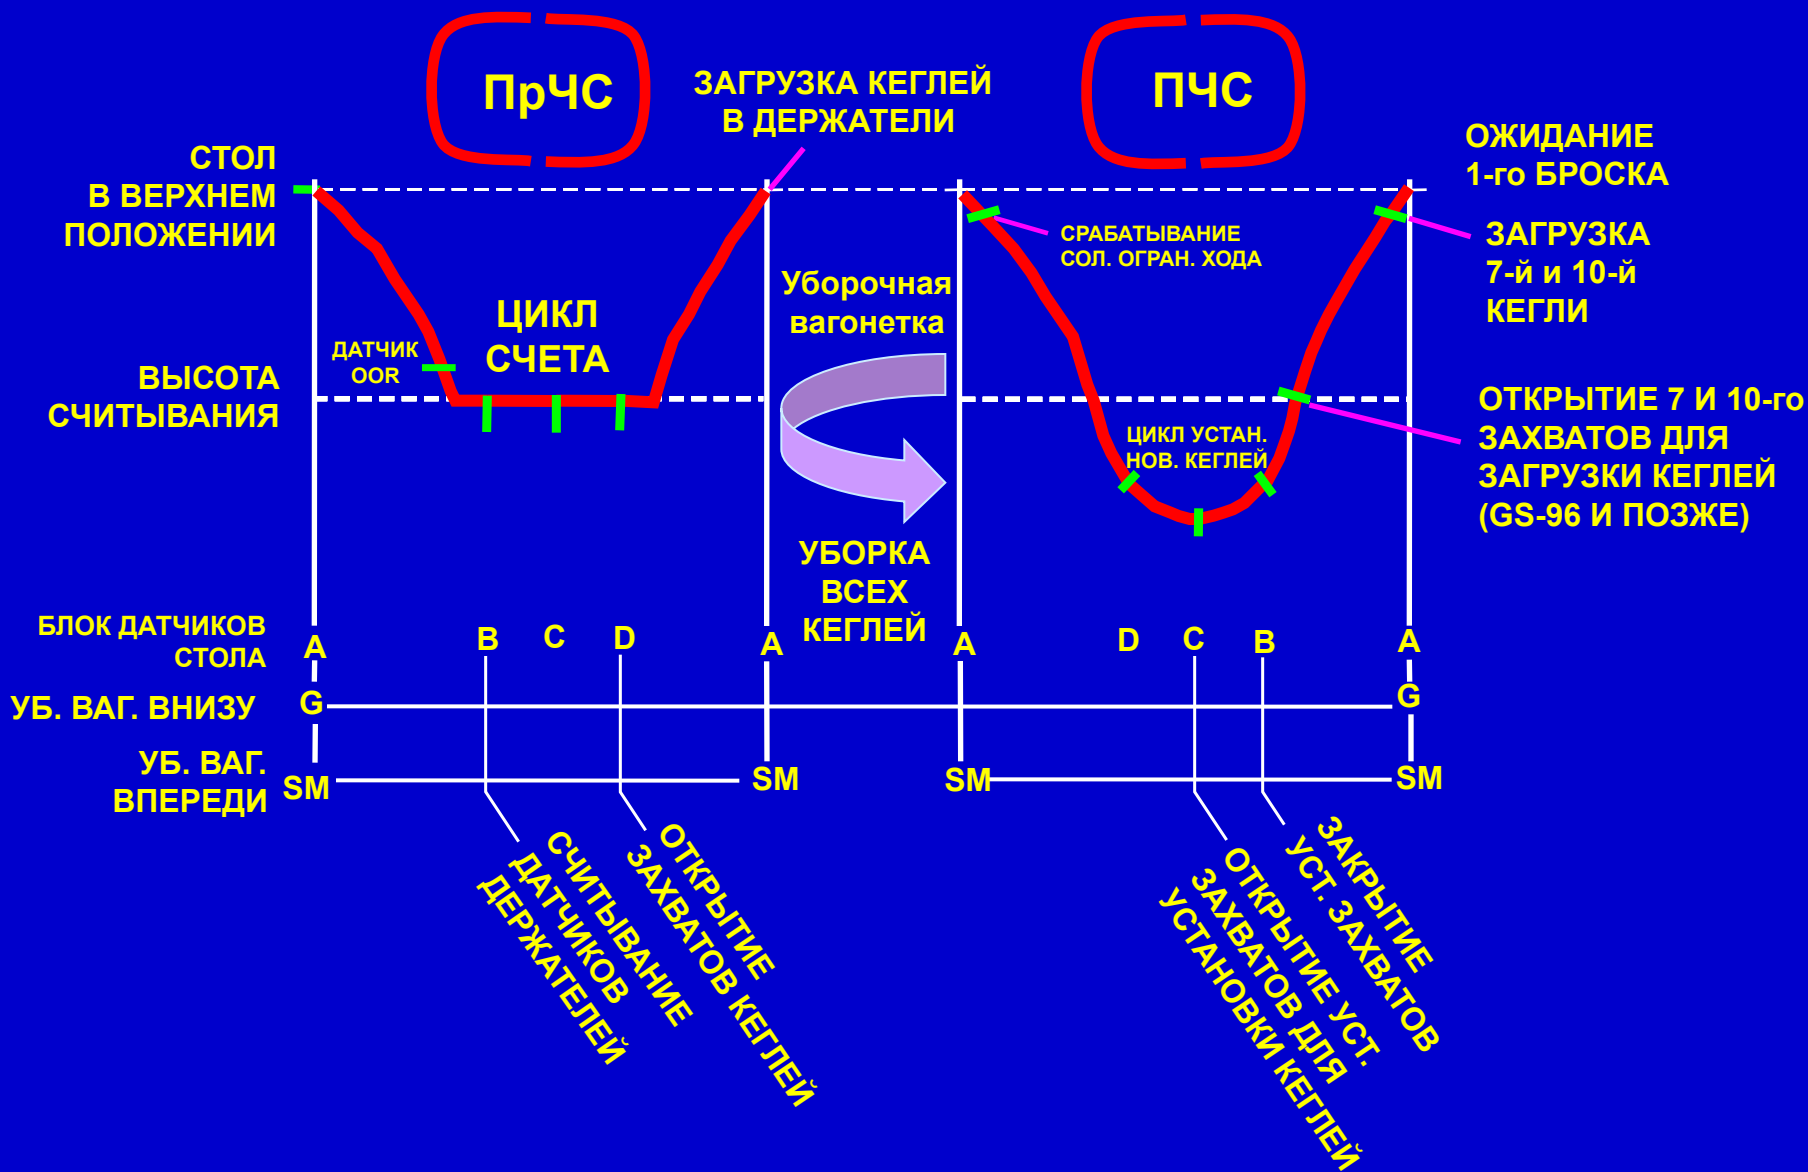 ПрЧС
ЗАГРУЗКА КЕГЛЕЙ
В ДЕРЖАТЕЛИ
ПЧС
СТОЛ
В ВЕРХНЕМ
ПОЛОЖЕНИИ
ОЖИДАНИЕ
1-го БРОСКА
СРАБАТЫВАНИЕ
СОЛ. ОГРАН. ХОДА
ЗАГРУЗКА
7-й и 10-й
КЕГЛИ
Уборочная
вагонетка
ЦИКЛ
СЧЕТА
ДАТЧИК
OOR
ВЫСОТА
СЧИТЫВАНИЯ
ЦИКЛ УСТАН.
НОВ. КЕГЛЕЙ
ОТКРЫТИЕ 7 И 10-го
ЗАХВАТОВ ДЛЯ
ЗАГРУЗКИ КЕГЛЕЙ
(GS-96 И ПОЗЖЕ)
УБОРКА
ВСЕХ
КЕГЛЕЙ
БЛОК ДАТЧИКОВ
СТОЛА
A
B
C
D
A
A
D
C
B
A
УБ. ВАГ. ВНИЗУ
G
G
УБ. ВАГ.
ВПЕРЕДИ
SM
SM
SM
SM
СЧИТЫВАНИЕ
ДАТЧИКОВ
ДЕРЖАТЕЛЕЙ
ОТКРЫТИЕ
ЗАХВАТОВ КЕГЛЕЙ
ОТКРЫТИЕ УСТ.
ЗАХВАТОВ ДЛЯ
УСТАНОВКИ КЕГЛЕЙ
ЗАКРЫТИЕ
УСТ. ЗАХВАТОВ